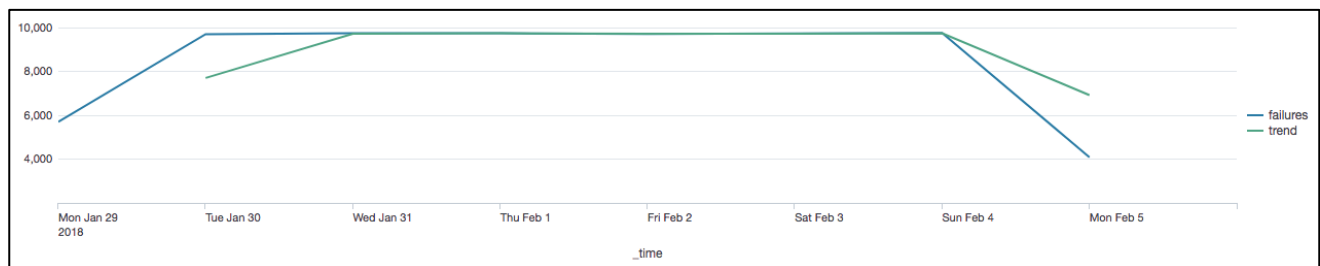 10,000
8,000
6,000
4,000
failures
trend
Mon Jan 29 Tue Jan 30 Wed Jan 31 Thu Feb 1 Fri Feb 2 Sat Feb 3 Sun Feb 4 Mon Feb 5
2018
_time